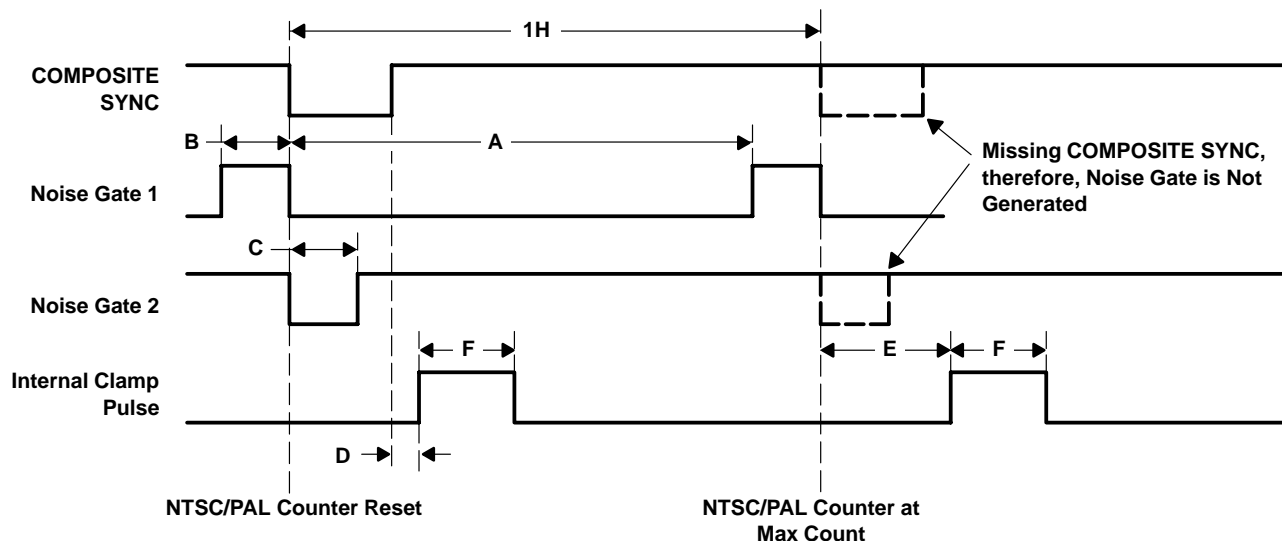 1H
COMPOSITE
SYNC
B
A
Missing COMPOSITE SYNC,
therefore, Noise Gate is Not
Generated
Noise Gate 1
C
Noise Gate 2
F
E
F
Internal Clamp
Pulse
D
NTSC/PAL Counter Reset
NTSC/PAL Counter at
Max Count